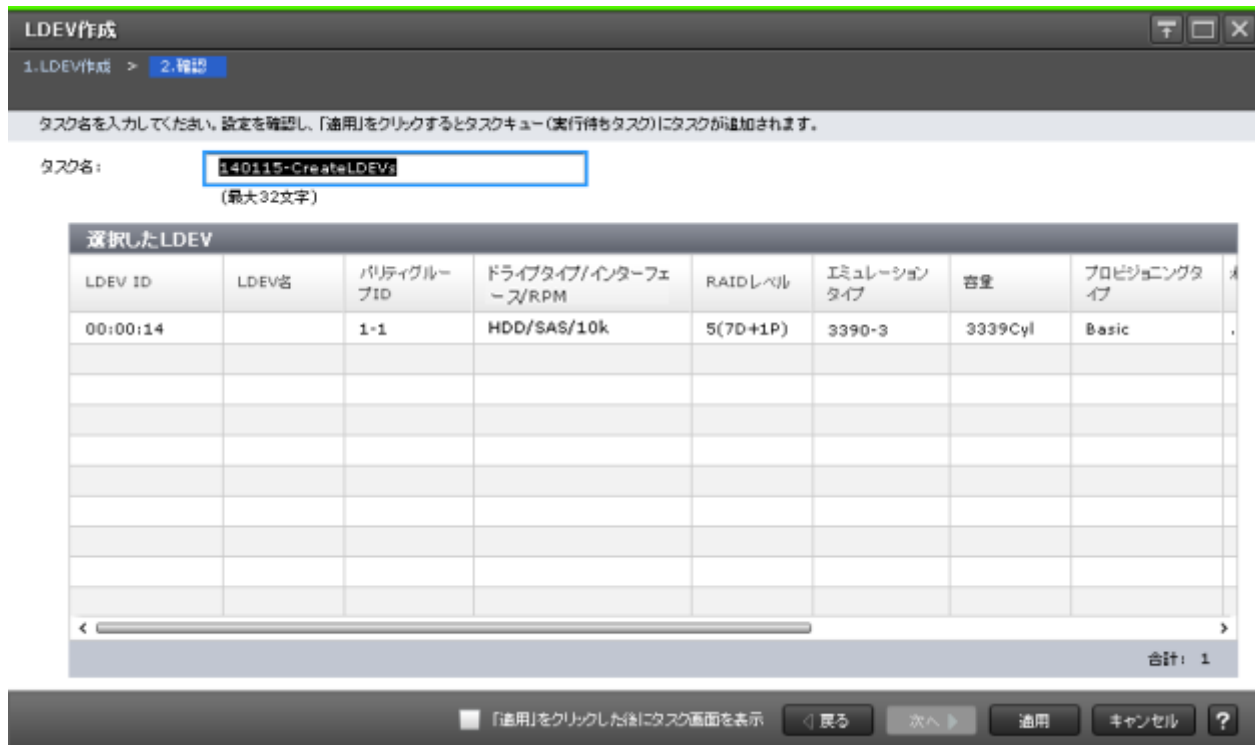 LDEV作成
1.LDEV作成 > 2.確認
タスク名を入力してください。設定を確認し、「適用」をクリックするとタスクキュー(実行待ちタスク)にタスクが追加されます。
タスク名: 140115-CreateLDEVs
(最大32文字)
選択したLDEV
LDEV ID LDEV名 パリティグループID ドライブタイプ/インターフェース/RPM RAIDレベル エミュレーションタイプ 容量 プロビジョニングタイプ
00:00:14 1-1 HDD/SAS/10k 5(7D+1P) 3390-3 3339Cyl Basic
合計: 1
「適用」をクリックした後にタスク画面を表示 戻る 次へ 適用 キャンセル ?